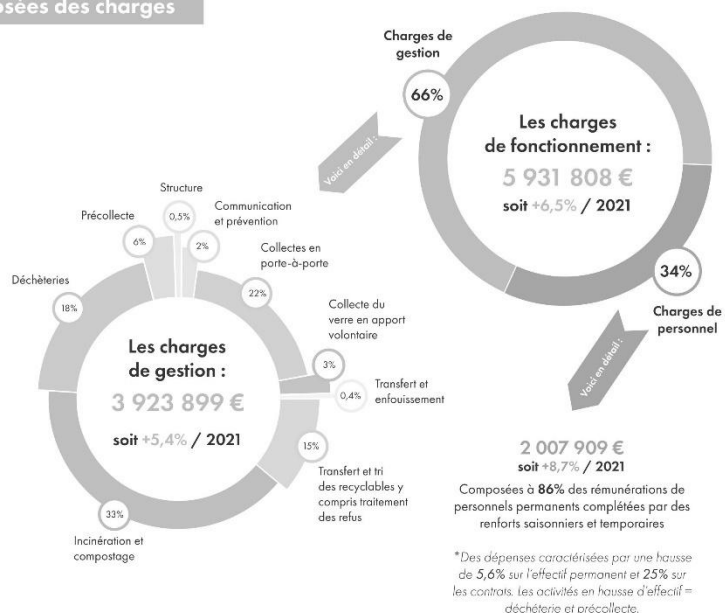 osées des charges
Charges de
gestion
66%
Les charges
de fonctionnement :
5 931 808 €
soit +6,5% / 2021
34%
Charges de
personnel
Voici en détail :
Voici en détail :
Structure
0,5%
Communication
et prévention
2%
Précollecte
6%
Collectes en
porte-à-porte
22%
Déchèteries
18%
Collecte du
verre en apport
volontaire
3%
Les charges
de gestion :
3 923 899 €
soit +5,4% / 2021
Transfert et
enfouissement
0,4%
15%
Transfert et tri
des recyclables y
compris traitement
des refus
33%
Incinération et
compostage
2 007 909 €
soit +8,7% / 2021
Composées à 86% des rémunérations de
personnels permanents complétées par des
renforts saisonniers et temporaires
*Des dépenses caractérisées par une hausse
de 5,6% sur l'effectif permanent et 25% sur
les contrats. Les activités en hausse d'effectif =
déchèterie et précollecte.